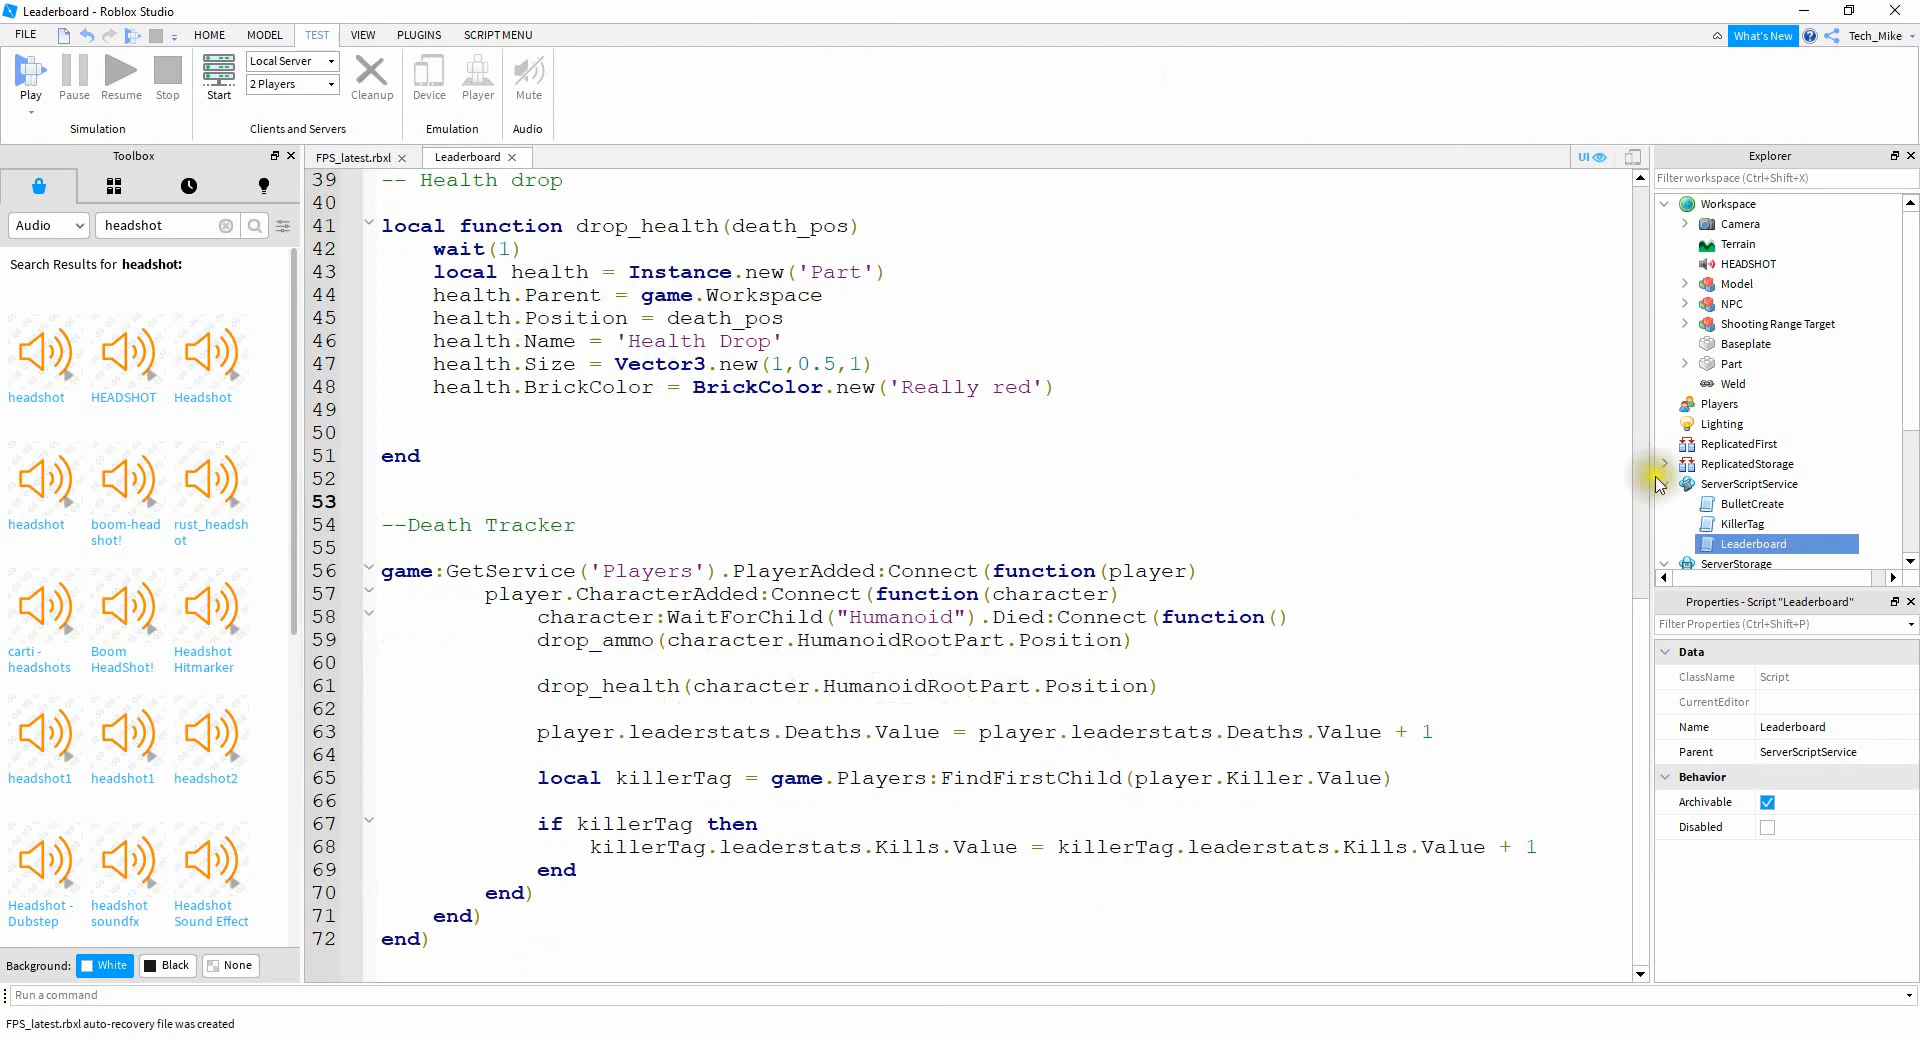 Leaderboard - Roblox Studio
FILE HOME MODEL TEST VIEW PLUGINS SCRIPT MENU What's New Tech_Mike
Play Pause Resume Stop Start Local Server 2 Players Cleanup Device Player Mute
Simulation Clients and Servers Emulation Audio
Toolbox
Audio headshot
Search Results for headshot:
headshot HEADSHOT Headshot
headshot boom-head shot! rust_headsh ot
carti - headshots Boom HeadShot! Headshot Hitmarker
headshot1 headshot1 headshot2
Headshot - Dubstep headshot soundfx Headshot Sound Effect
Background: White Black None
FPS_latest.rbxl Leaderboard UI
39 -- Health drop
40
41 local function drop_health(death_pos)
42 wait(1)
43 local health = Instance.new('Part')
44 health.Parent = game.Workspace
45 health.Position = death_pos
46 health.Name = 'Health Drop'
47 health.Size = Vector3.new(1,0.5,1)
48 health.BrickColor = BrickColor.new('Really red')
49
50
51 end
52
53
54 --Death Tracker
55
56 game:GetService('Players').PlayerAdded:Connect(function(player)
57 player.CharacterAdded:Connect(function(character)
58 character:WaitForChild("Humanoid").Died:Connect(function()
59 drop_ammo(character.HumanoidRootPart.Position)
60
61 drop_health(character.HumanoidRootPart.Position)
62
63 player.leaderstats.Deaths.Value = player.leaderstats.Deaths.Value + 1
64
65 local killerTag = game.Players:FindFirstChild(player.Killer.Value)
66
67 if killerTag then
68 killerTag.leaderstats.Kills.Value = killerTag.leaderstats.Kills.Value + 1
69 end
70 end)
71 end)
72 end)
Explorer
Filter workspace (Ctrl+Shift+X)
Workspace
Camera
Terrain
HEADSHOT
Model
NPC
Shooting Range Target
Baseplate
Part
Weld
Players
Lighting
ReplicatedFirst
ReplicatedStorage
ServerScriptService
BulletCreate
KillerTag
Leaderboard
ServerStorage
Properties - Script "Leaderboard"
Filter Properties (Ctrl+Shift+P)
Data
ClassName Script
CurrentEditor
Name Leaderboard
Parent ServerScriptService
Behavior
Archivable
Disabled
Run a command
FPS_latest.rbxl auto-recovery file was created